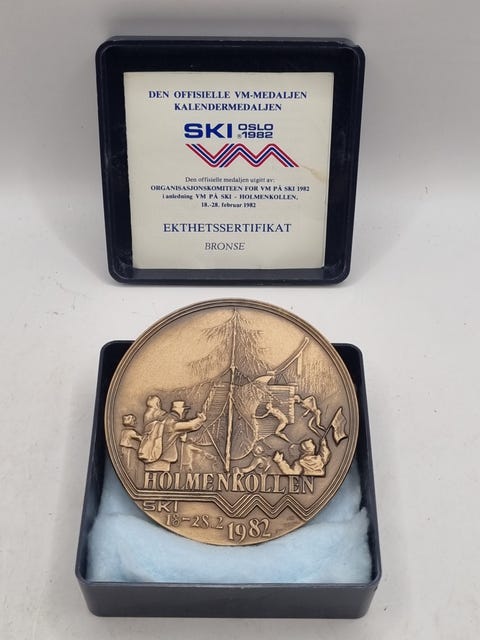 DEN OFFISIELLE VM-MEDALJEN
KALENDERMEDALJEN
SKI OSLO 1982
VM
Den offisielle medaljen utgitt av:
ORGANISASJONSKOMITEEN FOR VM PÅ SKI 1982
i anledning VM PÅ SKI - HOLMENKOLLEN,
18.-28. februar 1982
EKTHETSSERTIFIKAT
BRONSE
HOLMENKOLLEN
SKI
18-28.2 1982